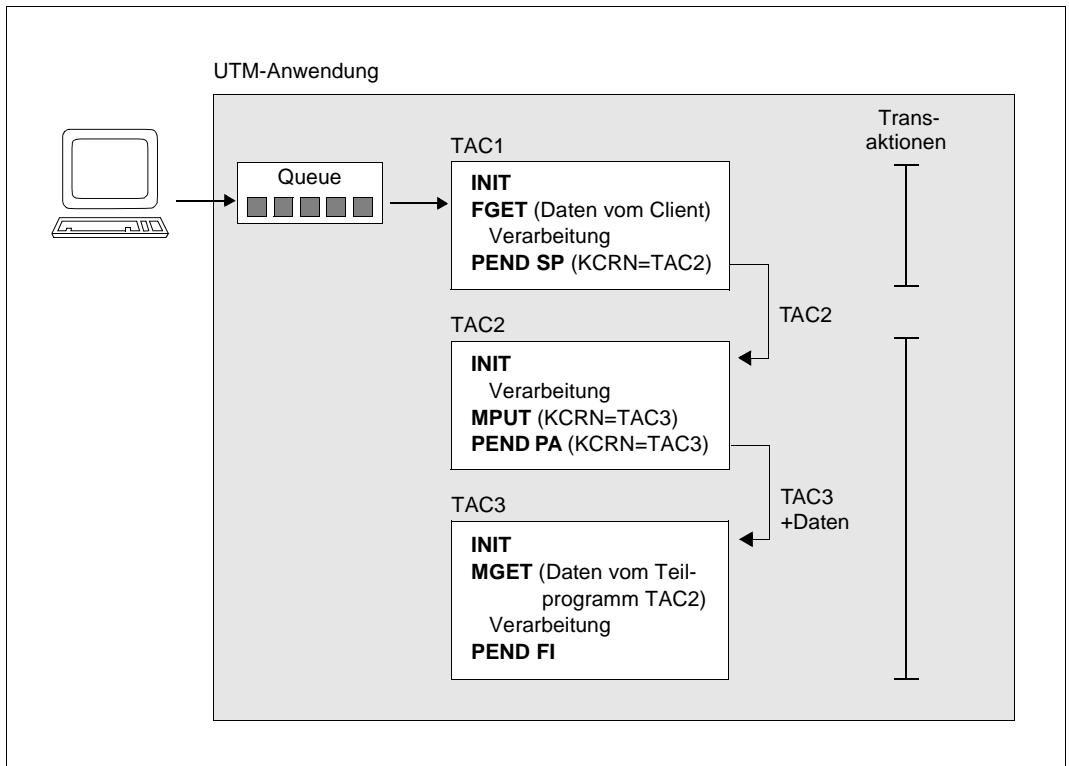 UTM-Anwendung
Trans-
aktionen
Queue
TAC1
INIT
FGET (Daten vom Client)
Verarbeitung
PEND SP (KCRN=TAC2)
TAC2
TAC2
INIT
Verarbeitung
MPUT (KCRN=TAC3)
PEND PA (KCRN=TAC3)
TAC3
+Daten
TAC3
INIT
MGET (Daten vom Teil-
programm TAC2)
Verarbeitung
PEND FI